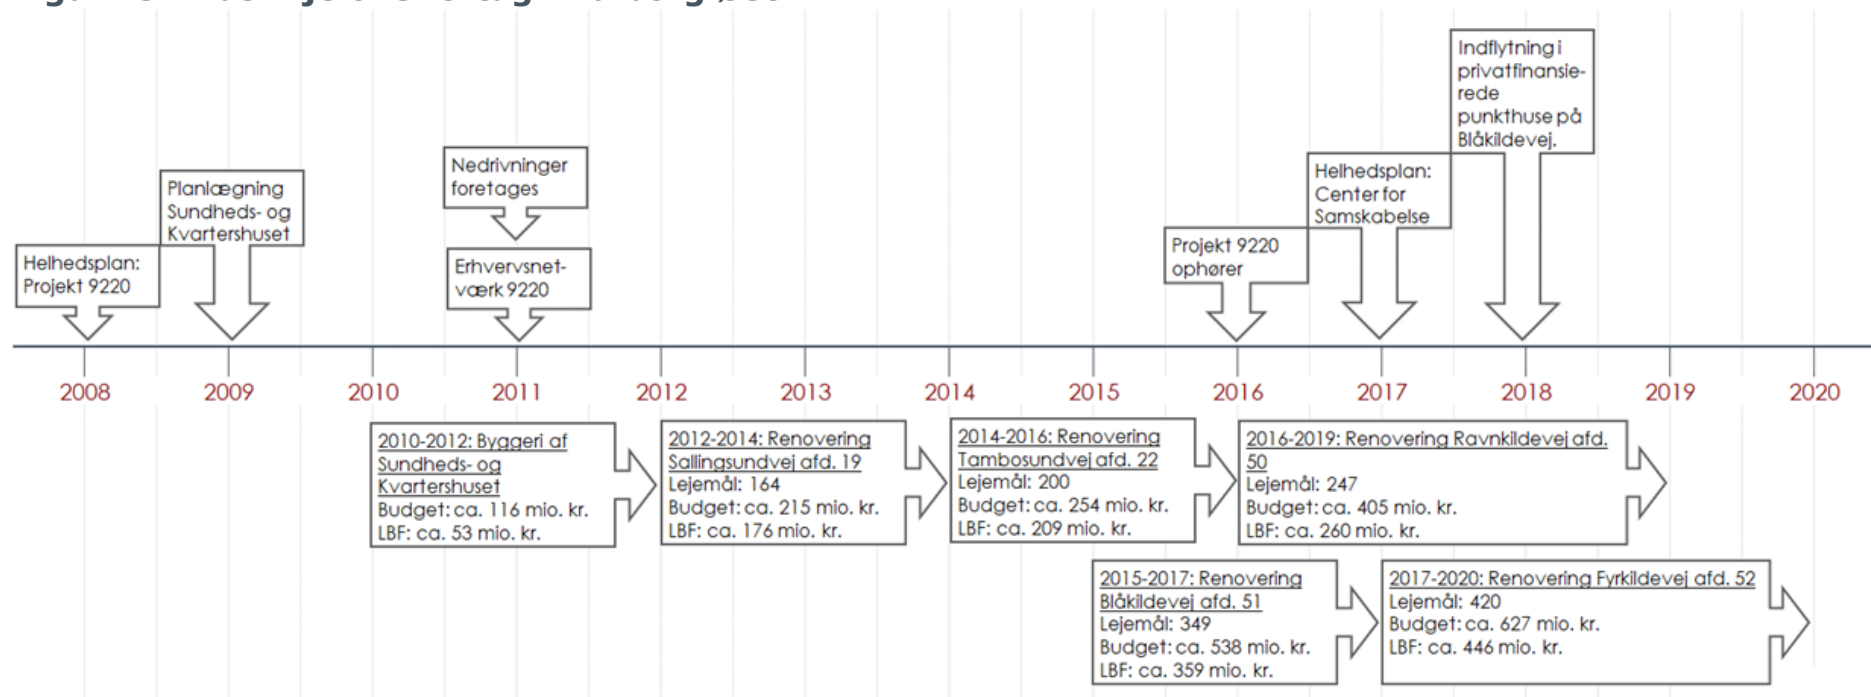 Indflytning i
privatfinansie-
rede
punkthuse på
Blåkildevej.
Nedrivninger
foretages
Helhedsplan:
Center for
Samskabelse
Planlægning
Sundheds- og
Kvartershuset
Projekt 9220
ophører
Helhedsplan:
Projekt 9220
Erhvervsnet-
værk 9220
2008 2009 2010 2011 2012 2013 2014 2015 2016 2017 2018 2019 2020
2010-2012: Byggeri af
Sundheds- og
Kvartershuset
Budget: ca. 116 mio. kr.
LBF: ca. 53 mio. kr.
2012-2014: Renovering
Sallingsundvej afd. 19
Lejemål: 164
Budget: ca. 215 mio. kr.
LBF: ca. 176 mio. kr.
2014-2016: Renovering
Tambosundvej afd. 22
Lejemål: 200
Budget: ca. 254 mio. kr.
LBF: ca. 209 mio. kr.
2016-2019: Renovering Ravnkildevej afd.
50
Lejemål: 247
Budget: ca. 405 mio. kr.
LBF: ca. 260 mio. kr.
2015-2017: Renovering
Blåkildevej afd. 51
Lejemål: 349
Budget: ca. 538 mio. kr.
LBF: ca. 359 mio. kr.
2017-2020: Renovering Fyrkildevej afd. 52
Lejemål: 420
Budget: ca. 627 mio. kr.
LBF: ca. 446 mio. kr.